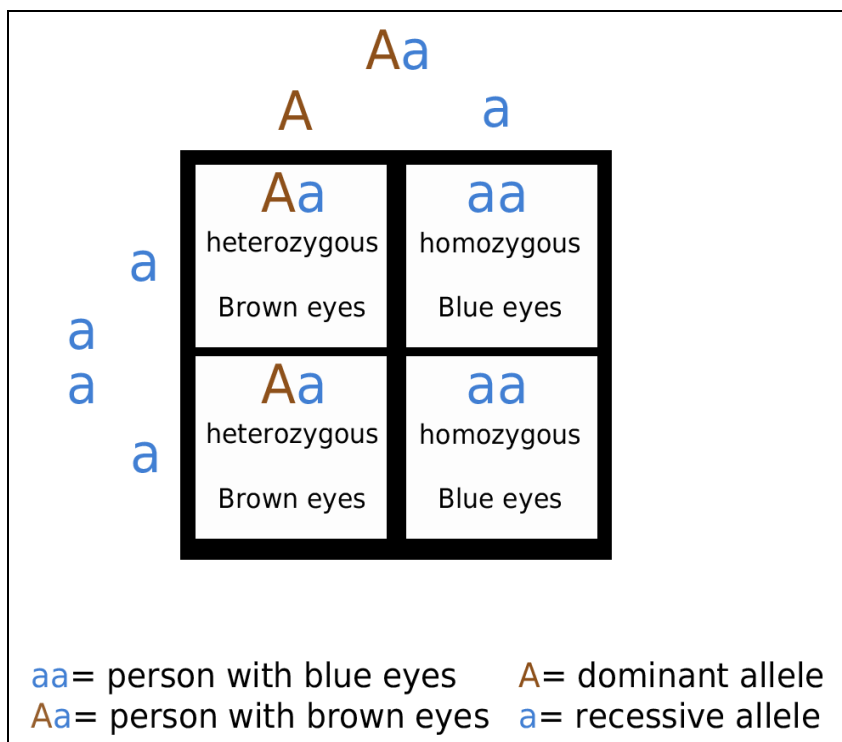 Aa
A a
Aa aa
heterozygous homozygous
a
Brown eyes Blue eyes
a
a
Aa aa
heterozygous homozygous
a
Brown eyes Blue eyes
aa= person with blue eyes A= dominant allele
Aa= person with brown eyes a= recessive allele